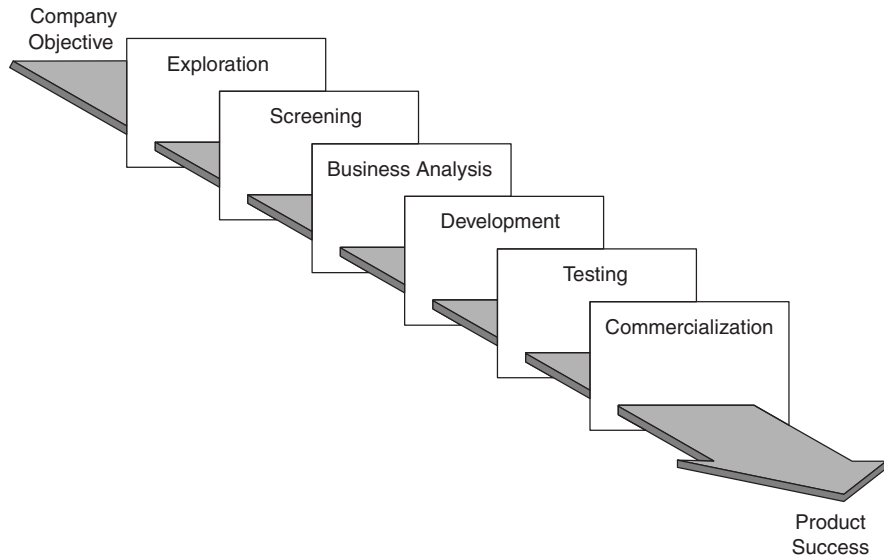 Company
Objective
Exploration
Screening
Business Analysis
Development
Testing
Commercialization
Product
Success